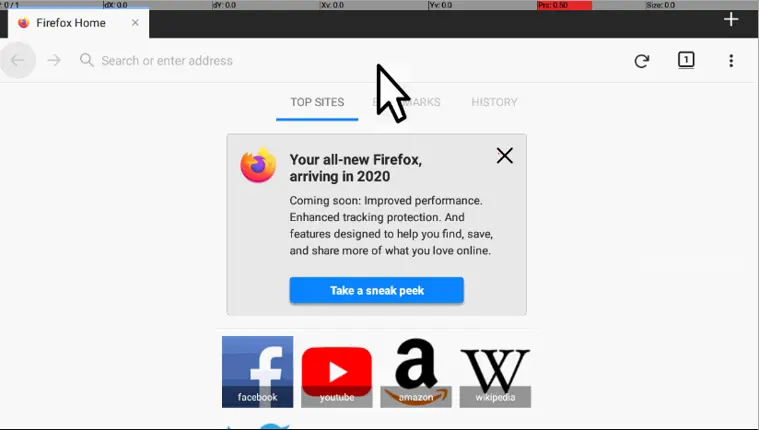 : 0 / 1 dX: 0.0 dY: 0.0 Xv: 0.0 Yv: 0.0 Prs: 0.50 Size: 0.0
Firefox Home
Search or enter address
1
TOP SITES HISTORY
Your all-new Firefox,
arriving in 2020
Coming soon: Improved performance.
Enhanced tracking protection. And
features designed to help you find, save,
and share more of what you love online.
Take a sneak peek
facebook youtube amazon wikipedia